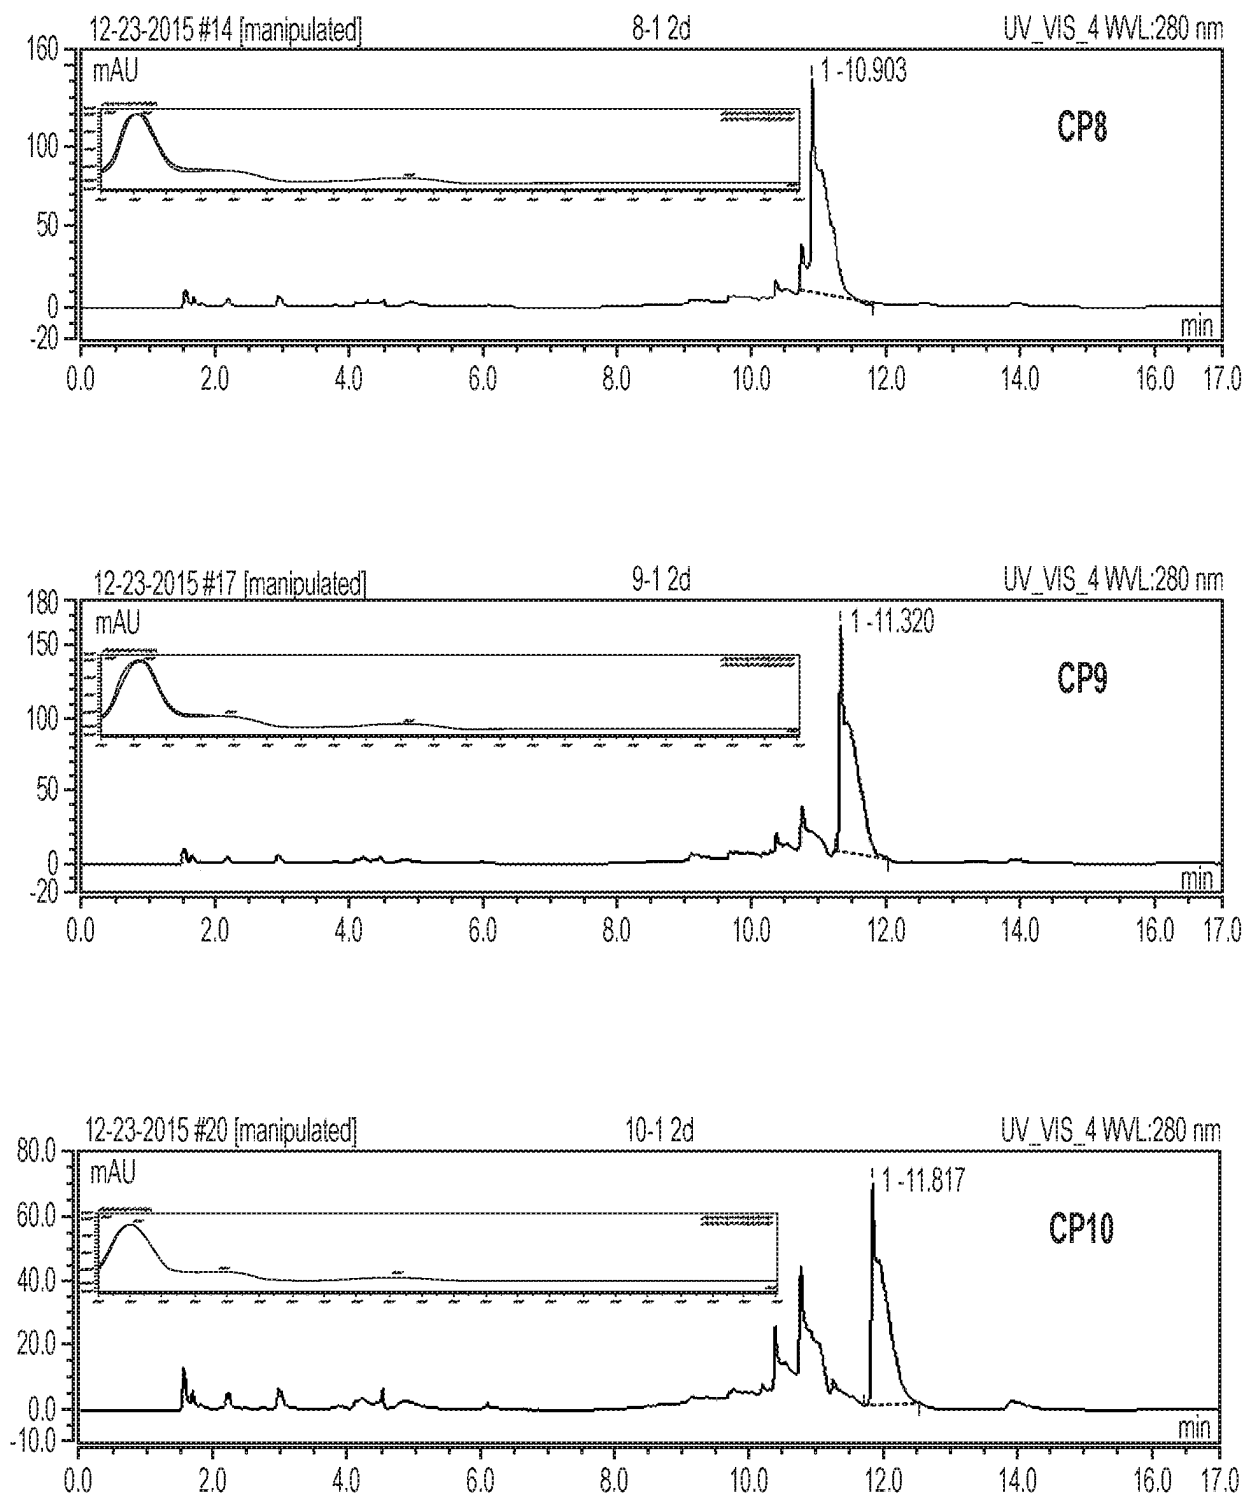 12-23-2015 #14 [manipulated] 8-1 2d UV_VIS_4 WVL:280 nm
160
mAU
1 -10.903
CP8
100
50
0
-20
min
0.0 2.0 4.0 6.0 8.0 10.0 12.0 14.0 16.0 17.0
12-23-2015 #17 [manipulated] 9-1 2d UV_VIS_4 WVL:280 nm
180
mAU
1 -11.320
150
CP9
100
50
0
-20
min
0.0 2.0 4.0 6.0 8.0 10.0 12.0 14.0 16.0 17.0
12-23-2015 #20 [manipulated] 10-1 2d UV_VIS_4 WVL:280 nm
80.0
mAU
1 -11.817
60.0
CP10
40.0
20.0
0.0
-10.0
min
0.0 2.0 4.0 6.0 8.0 10.0 12.0 14.0 16.0 17.0